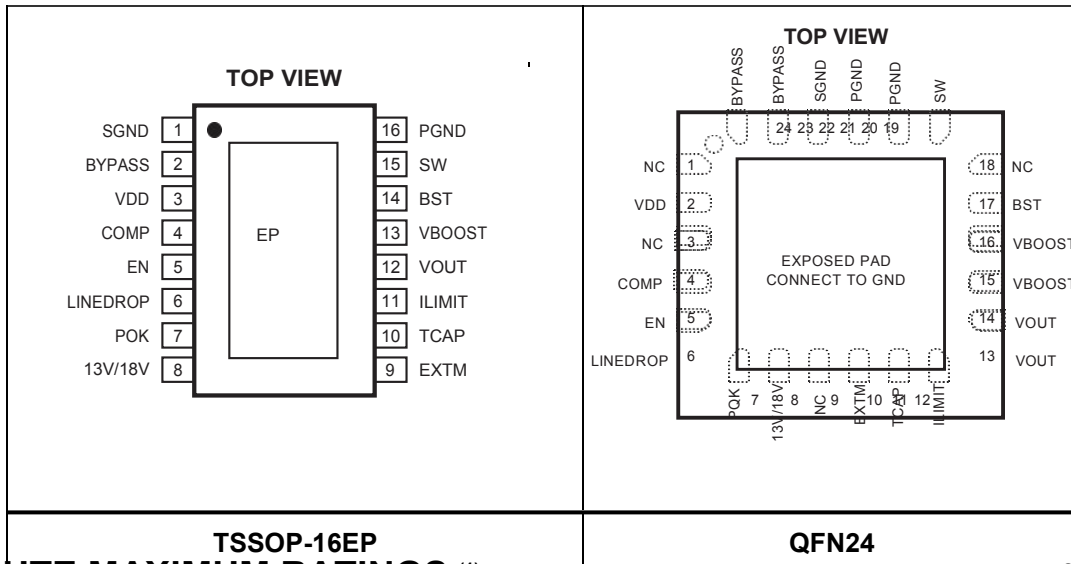 TOP VIEW
SGND 1
BYPASS 2
VDD 3
COMP 4
EN 5
LINEDROP 6
POK 7
13V/18V 8
EP
16 PGND
15 SW
14 BST
13 VBOOST
12 VOUT
11 ILIMIT
10 TCAP
9 EXTM
TSSOP-16EP
TOP VIEW
BYPASS
BYPASS
SGND
PGND
PGND
SW
24 23 22 21 20 19
NC 1
VDD 2
NC 3
COMP 4
EN 5
LINEDROP 6
EXPOSED PAD
CONNECT TO GND
18 NC
17 BST
16 VBOOST
15 VBOOST
14 VOUT
13 VOUT
7 8 9 10 11 12
POK
13V/18V
NC
EXTM
TCAP
ILIMIT
QFN24
MAXIMUM RATINGS